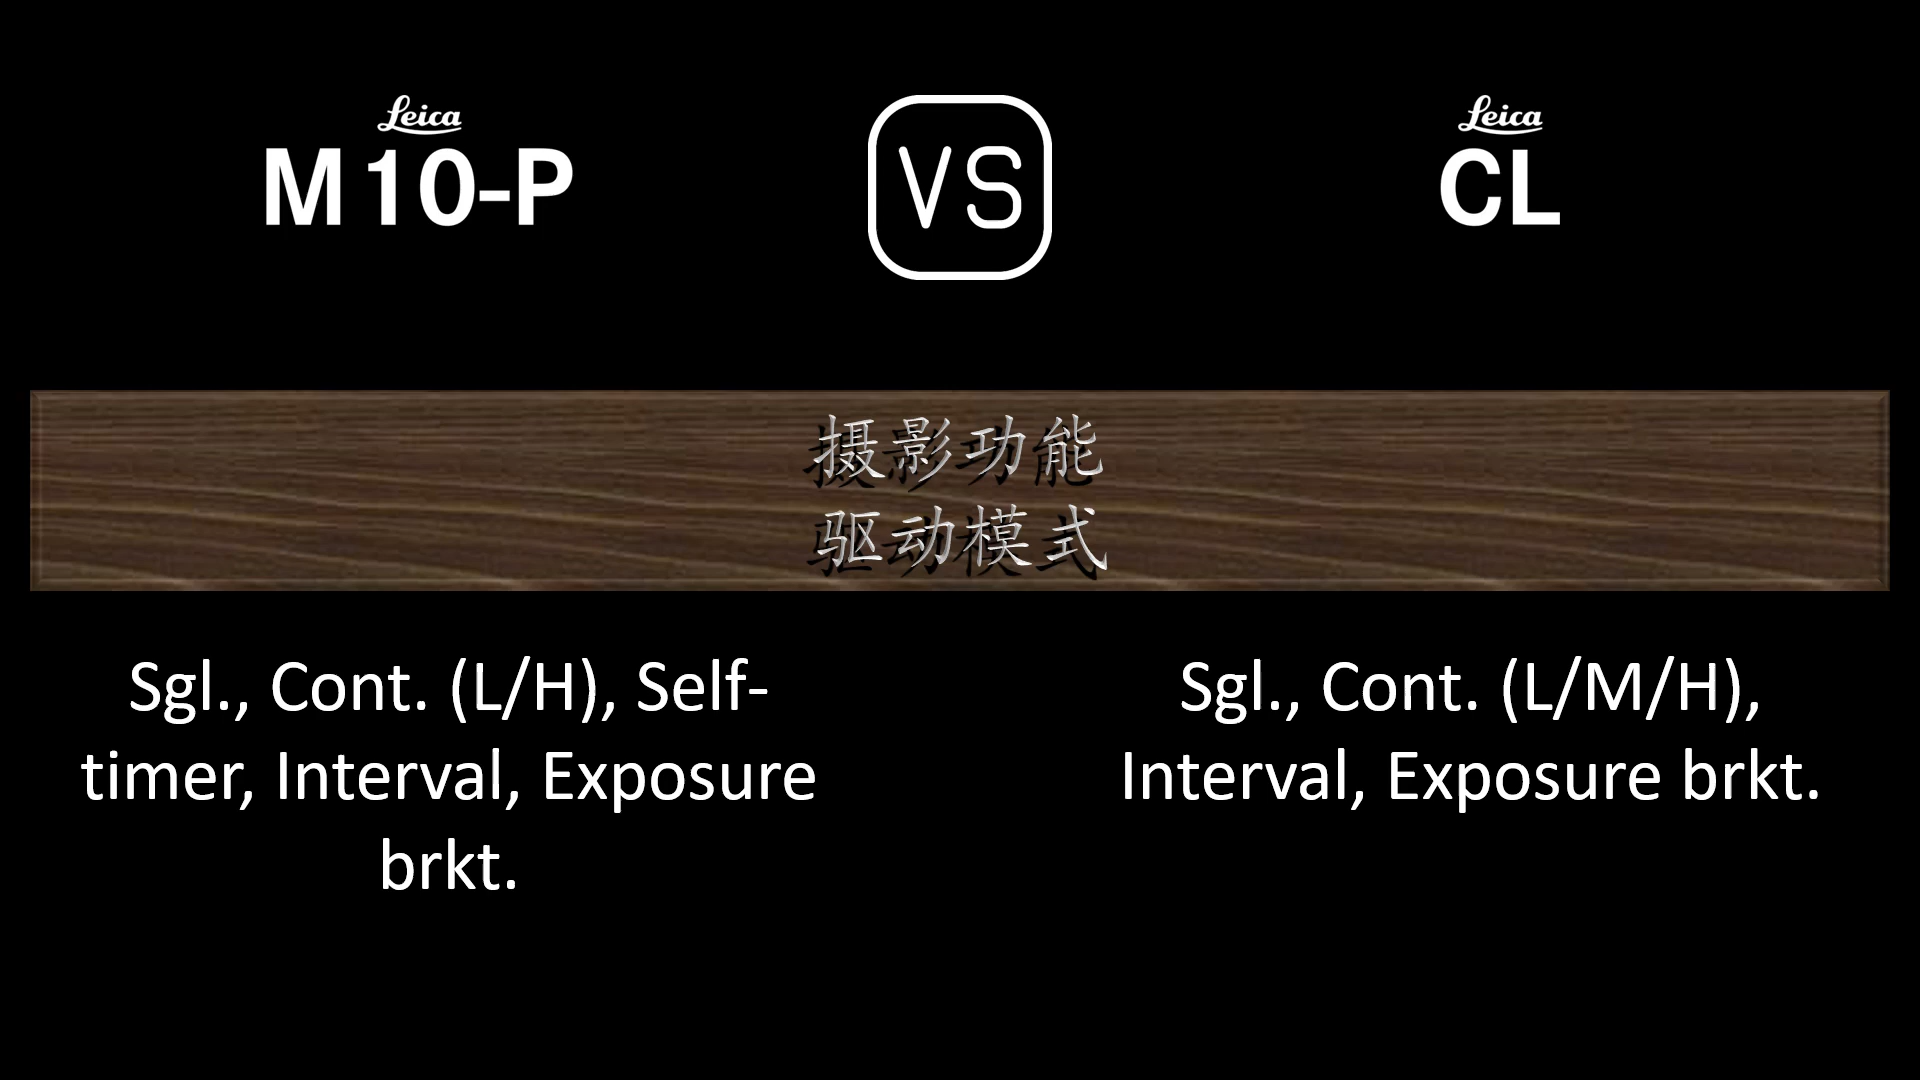 Leica
M10-P
VS
Leica
CL
摄影功能
驱动模式
Sgl., Cont. (L/H), Self-
timer, Interval, Exposure
brkt.
Sgl., Cont. (L/M/H),
Interval, Exposure brkt.